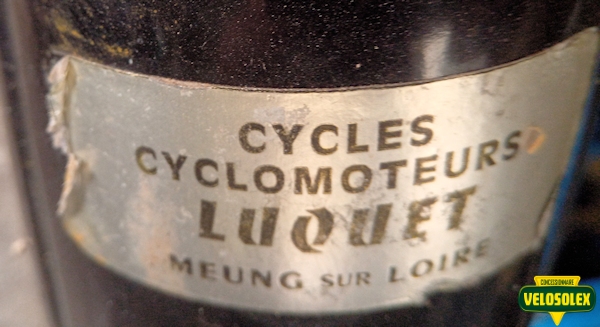 CYCLES
CYCLOMOTEURS
LUQUET
MEUNG SUR LOIRE
CONCESSIONNAIRE
VELOSOLEX